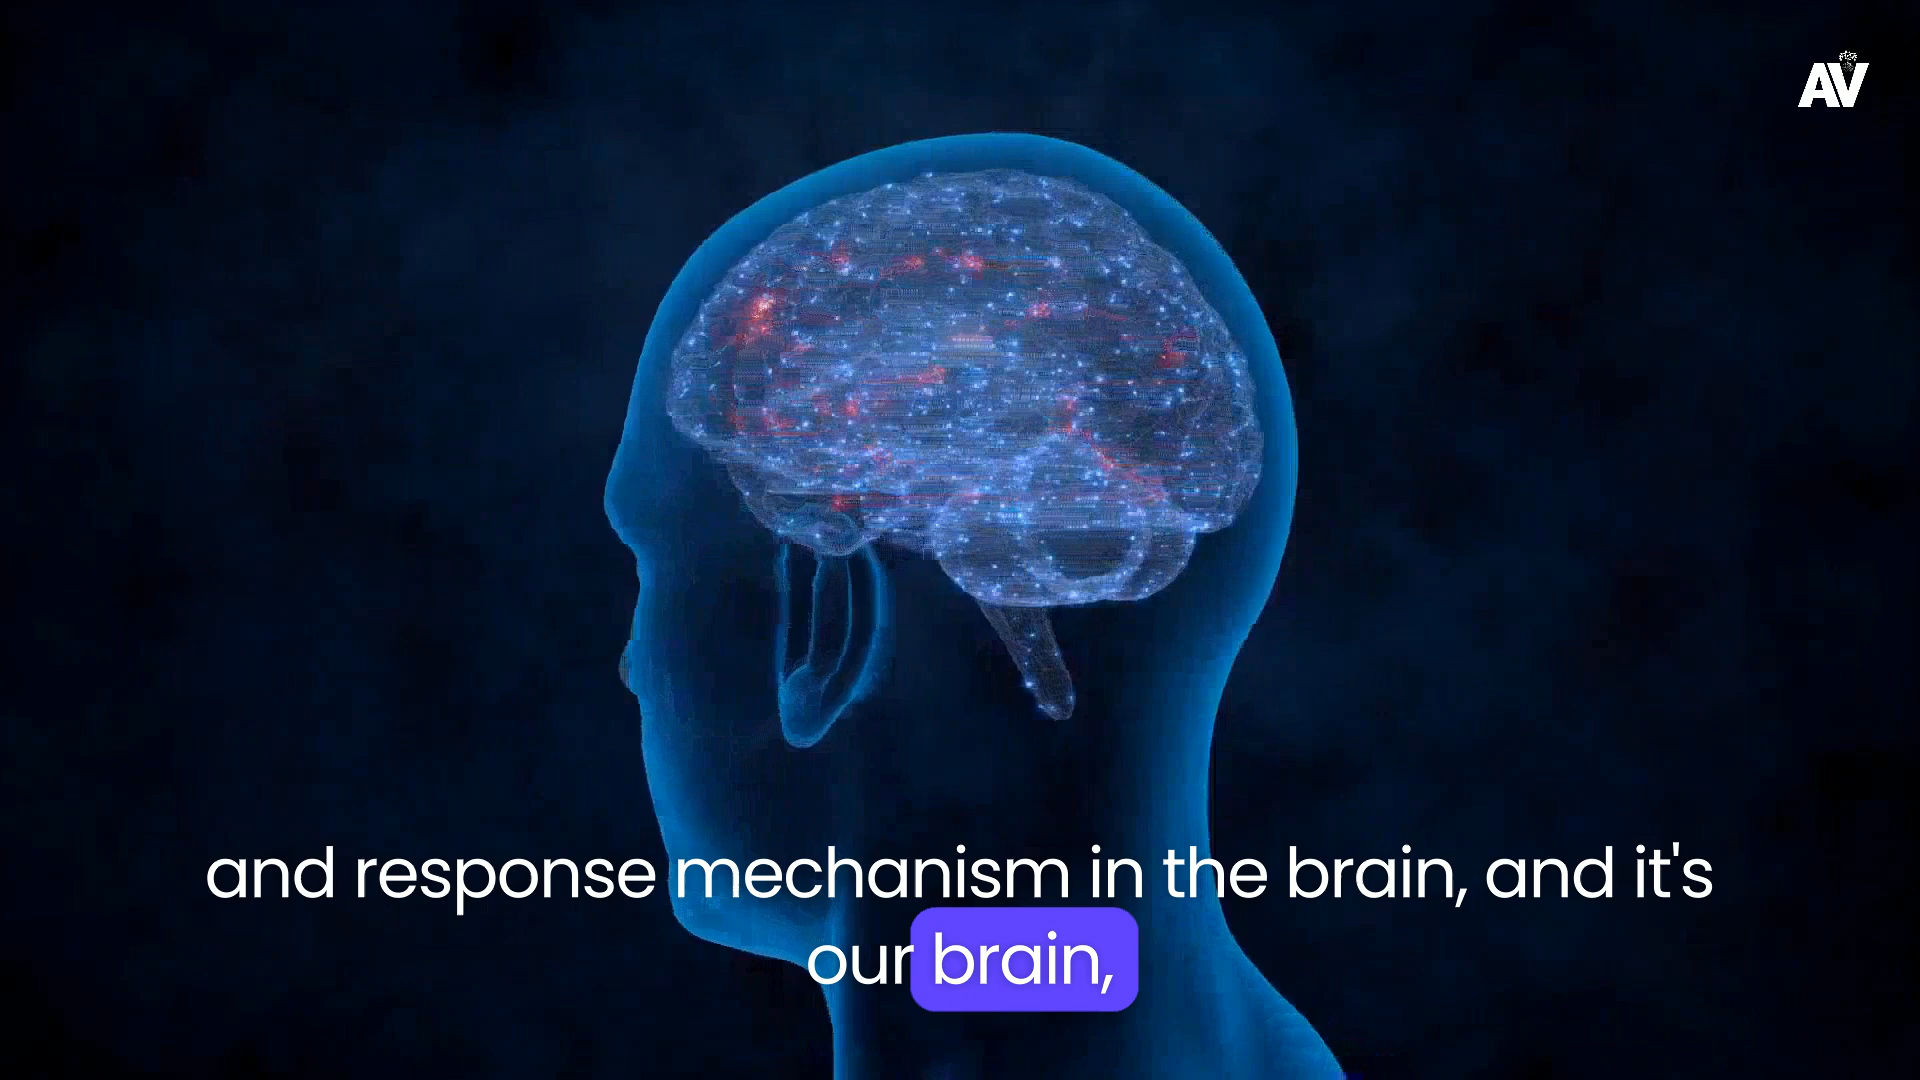 AV
and response mechanism in the brain, and it's
our brain,